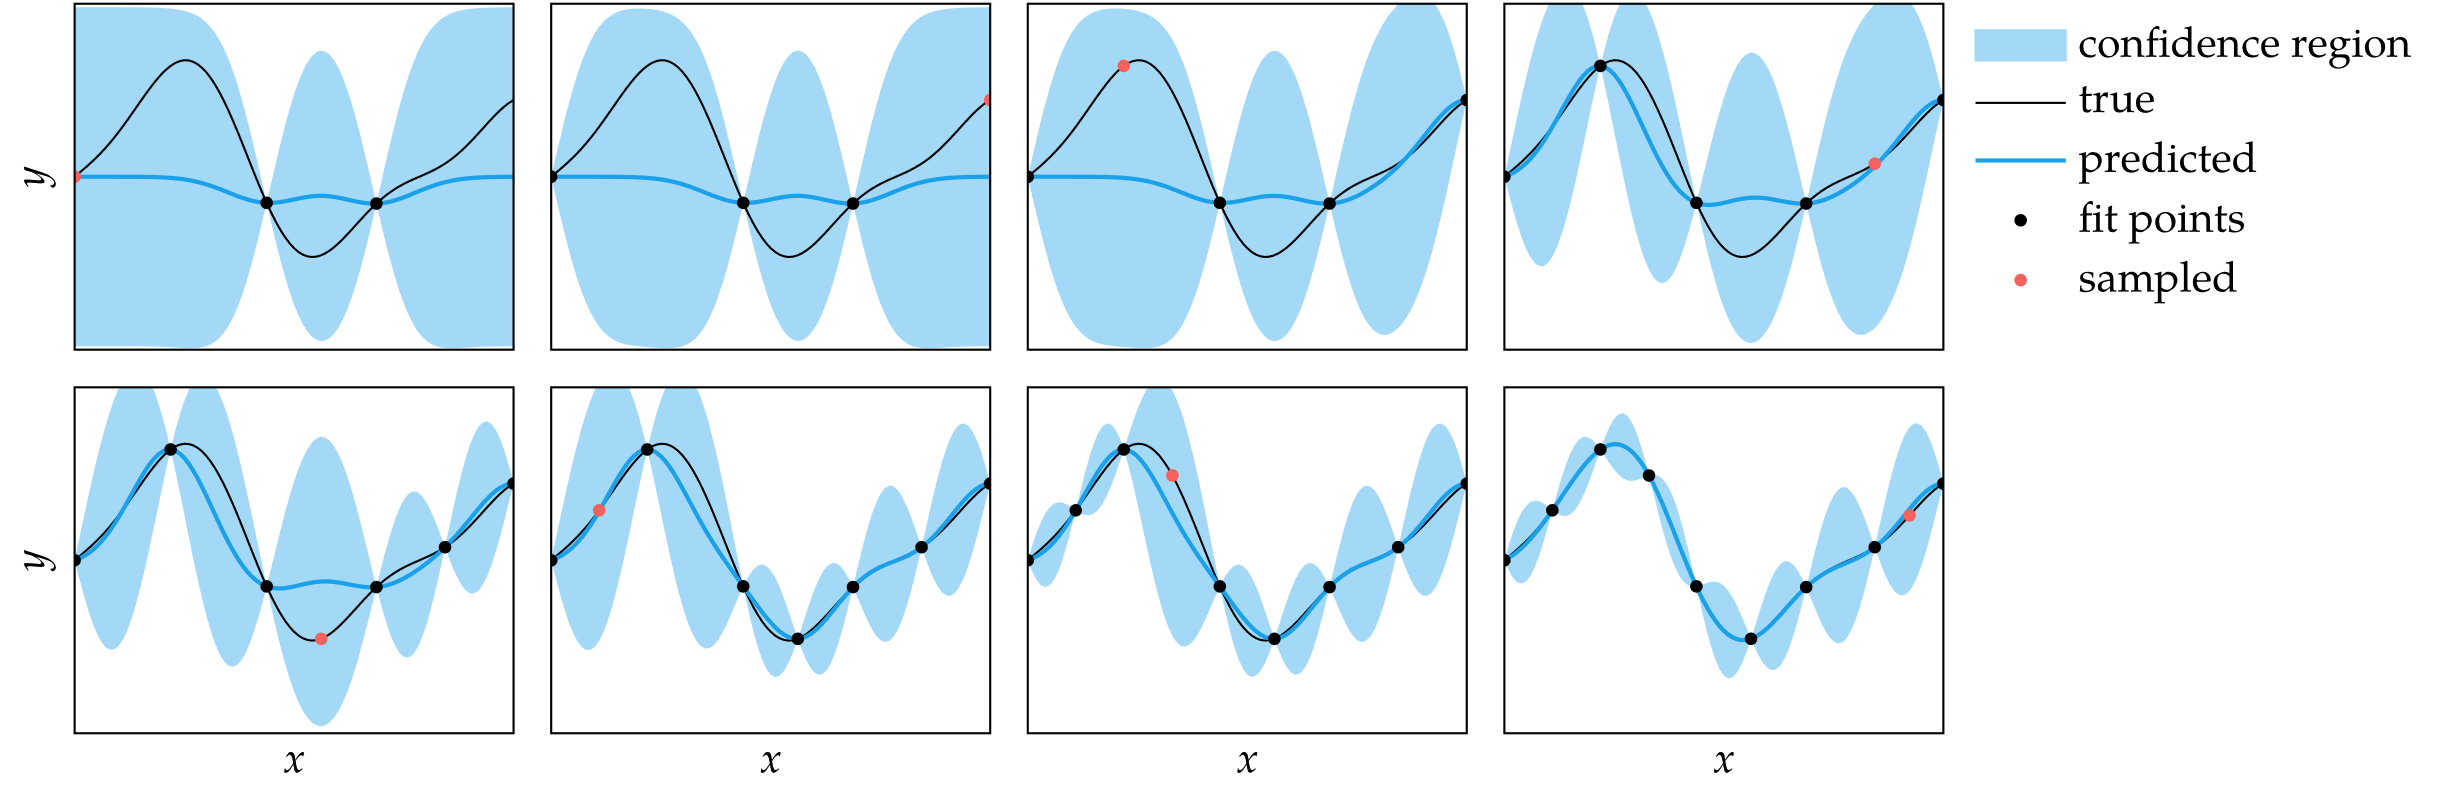 y
confidence region
true
predicted
fit points
sampled
y
x
x
x
x